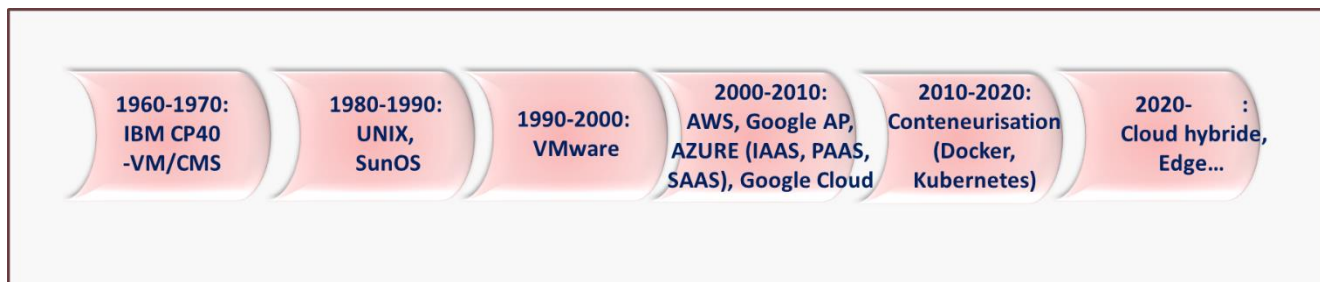 1960-1970:
IBM CP40
-VM/CMS
1980-1990:
UNIX,
SunOS
1990-2000:
VMware
2000-2010:
AWS, Google AP,
AZURE (IAAS, PAAS,
SAAS), Google Cloud
2010-2020:
Conteneurisation
(Docker,
Kubernetes)
2020- :
Cloud hybride,
Edge...